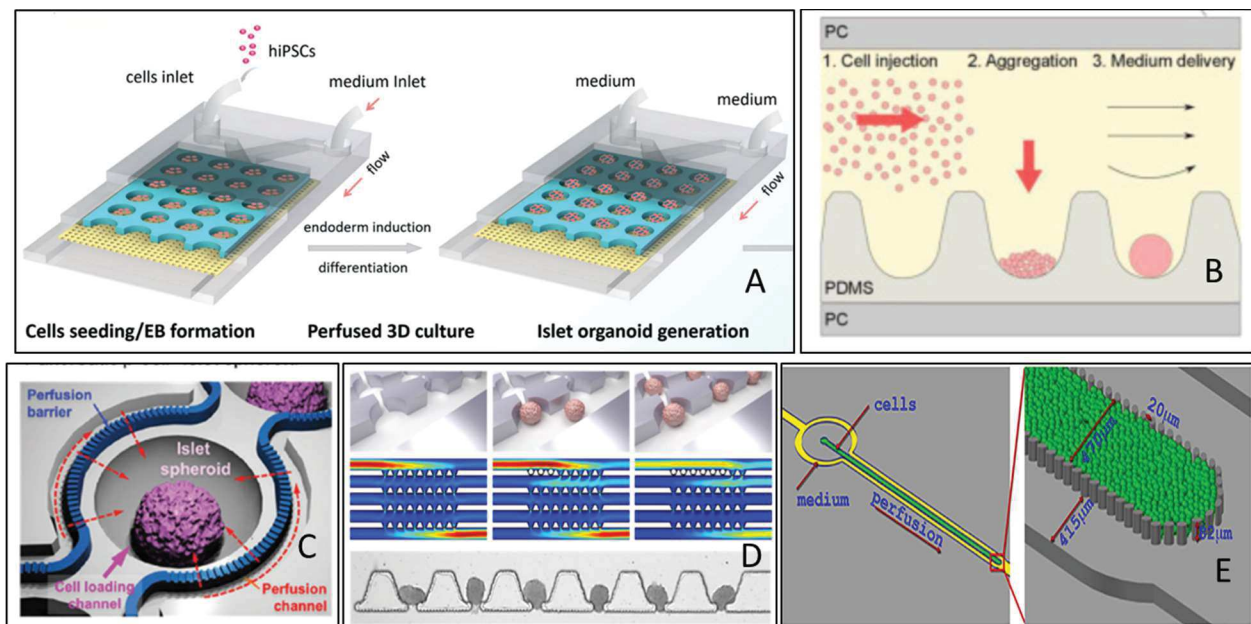 hiPSCs
cells inlet
medium Inlet
flow
endoderm induction
differentiation
medium
medium
flow
A
Cells seeding/EB formation
Perfused 3D culture
Islet organoid generation
PC
1. Cell injection
2. Aggregation
3. Medium delivery
PDMS
B
PC
Perfusion
barrier
Islet
spheroid
C
Cell loading
channel
Perfusion
channel
D
cells
medium
perfusion
20µm
470µm
415µm
E